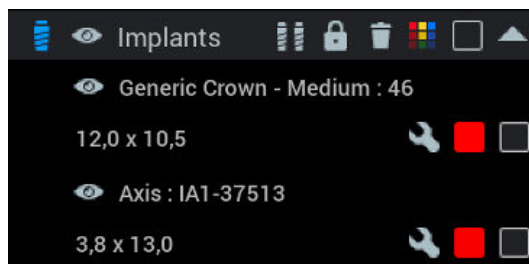 Implants
Generic Crown - Medium : 46
12,0 x 10,5
Axis : IA1-37513
3,8 x 13,0